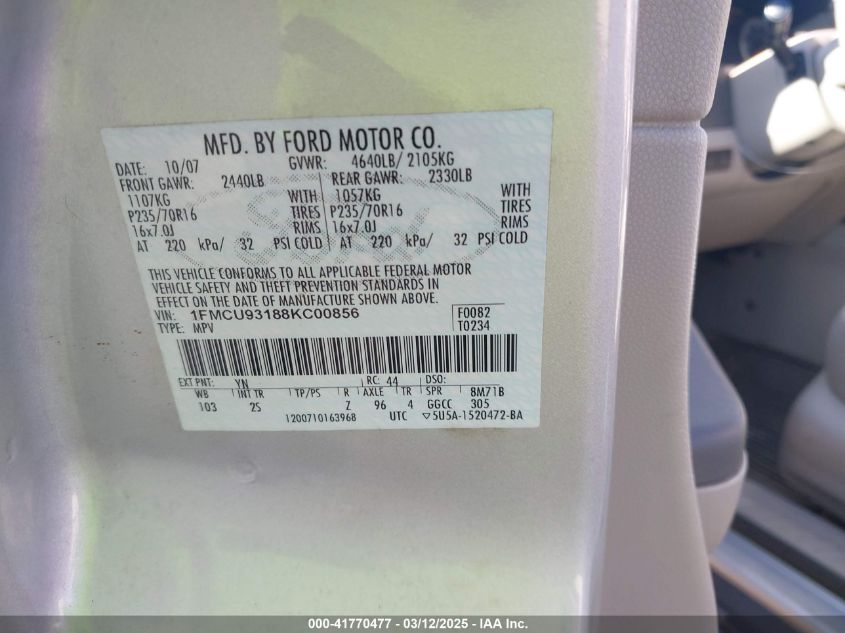 MFD. BY FORD MOTOR CO.
DATE: 10/07 GVWR: 4640LB/ 2105KG
FRONT GAWR: 2440LB REAR GAWR: 2330LB
1107KG WITH 1057KG WITH
P235/70R16 TIRES P235/70R16 TIRES
16x7.0J RIMS 16x7.0J RIMS
AT 220 kPa/ 32 PSI COLD AT 220 kPa/ 32 PSI COLD
THIS VEHICLE CONFORMS TO ALL APPLICABLE FEDERAL MOTOR
VEHICLE SAFETY AND THEFT PREVENTION STANDARDS IN
EFFECT ON THE DATE OF MANUFACTURE SHOWN ABOVE.
VIN: 1FMCU93188KC00856 F0082
TYPE: MPV T0234
EXT PNT: YN RC: 44 DSO:
WB INT TR TP/PS R AXLE TR SPR 8M71B
103 2S Z 96 4 GGCC 305
1200710163968 UTC ▽5U5A-1520472-BA
Ford
000-41770477 - 03/12/2025 - IAAI Inc.